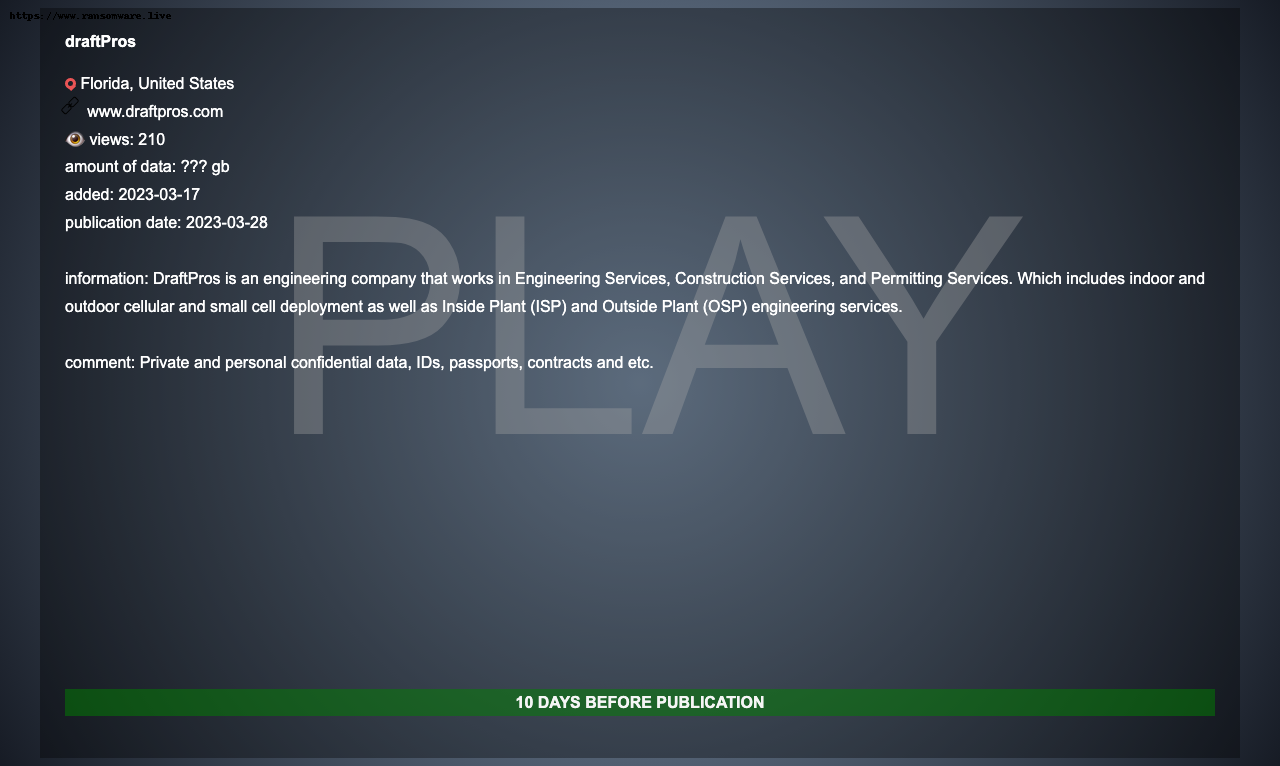 https://www.ransomware.live
draftPros
Florida, United States
www.draftpros.com
views: 210
amount of data: ??? gb
added: 2023-03-17
publication date: 2023-03-28
PLAY
information: DraftPros is an engineering company that works in Engineering Services, Construction Services, and Permitting Services. Which includes indoor and
outdoor cellular and small cell deployment as well as Inside Plant (ISP) and Outside Plant (OSP) engineering services.
comment: Private and personal confidential data, IDs, passports, contracts and etc.
10 DAYS BEFORE PUBLICATION